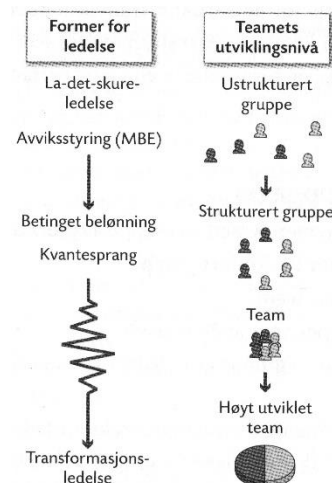 Former for
ledelse
La-det-skure-
ledelse
Avviksstyring (MBE)
Betinget belønning
Kvantesprang
Transformasjons-
ledelse
Teamets
utviklingsnivå
Ustrukturert
gruppe
Strukturert gruppe
Team
Høyt utviklet
team